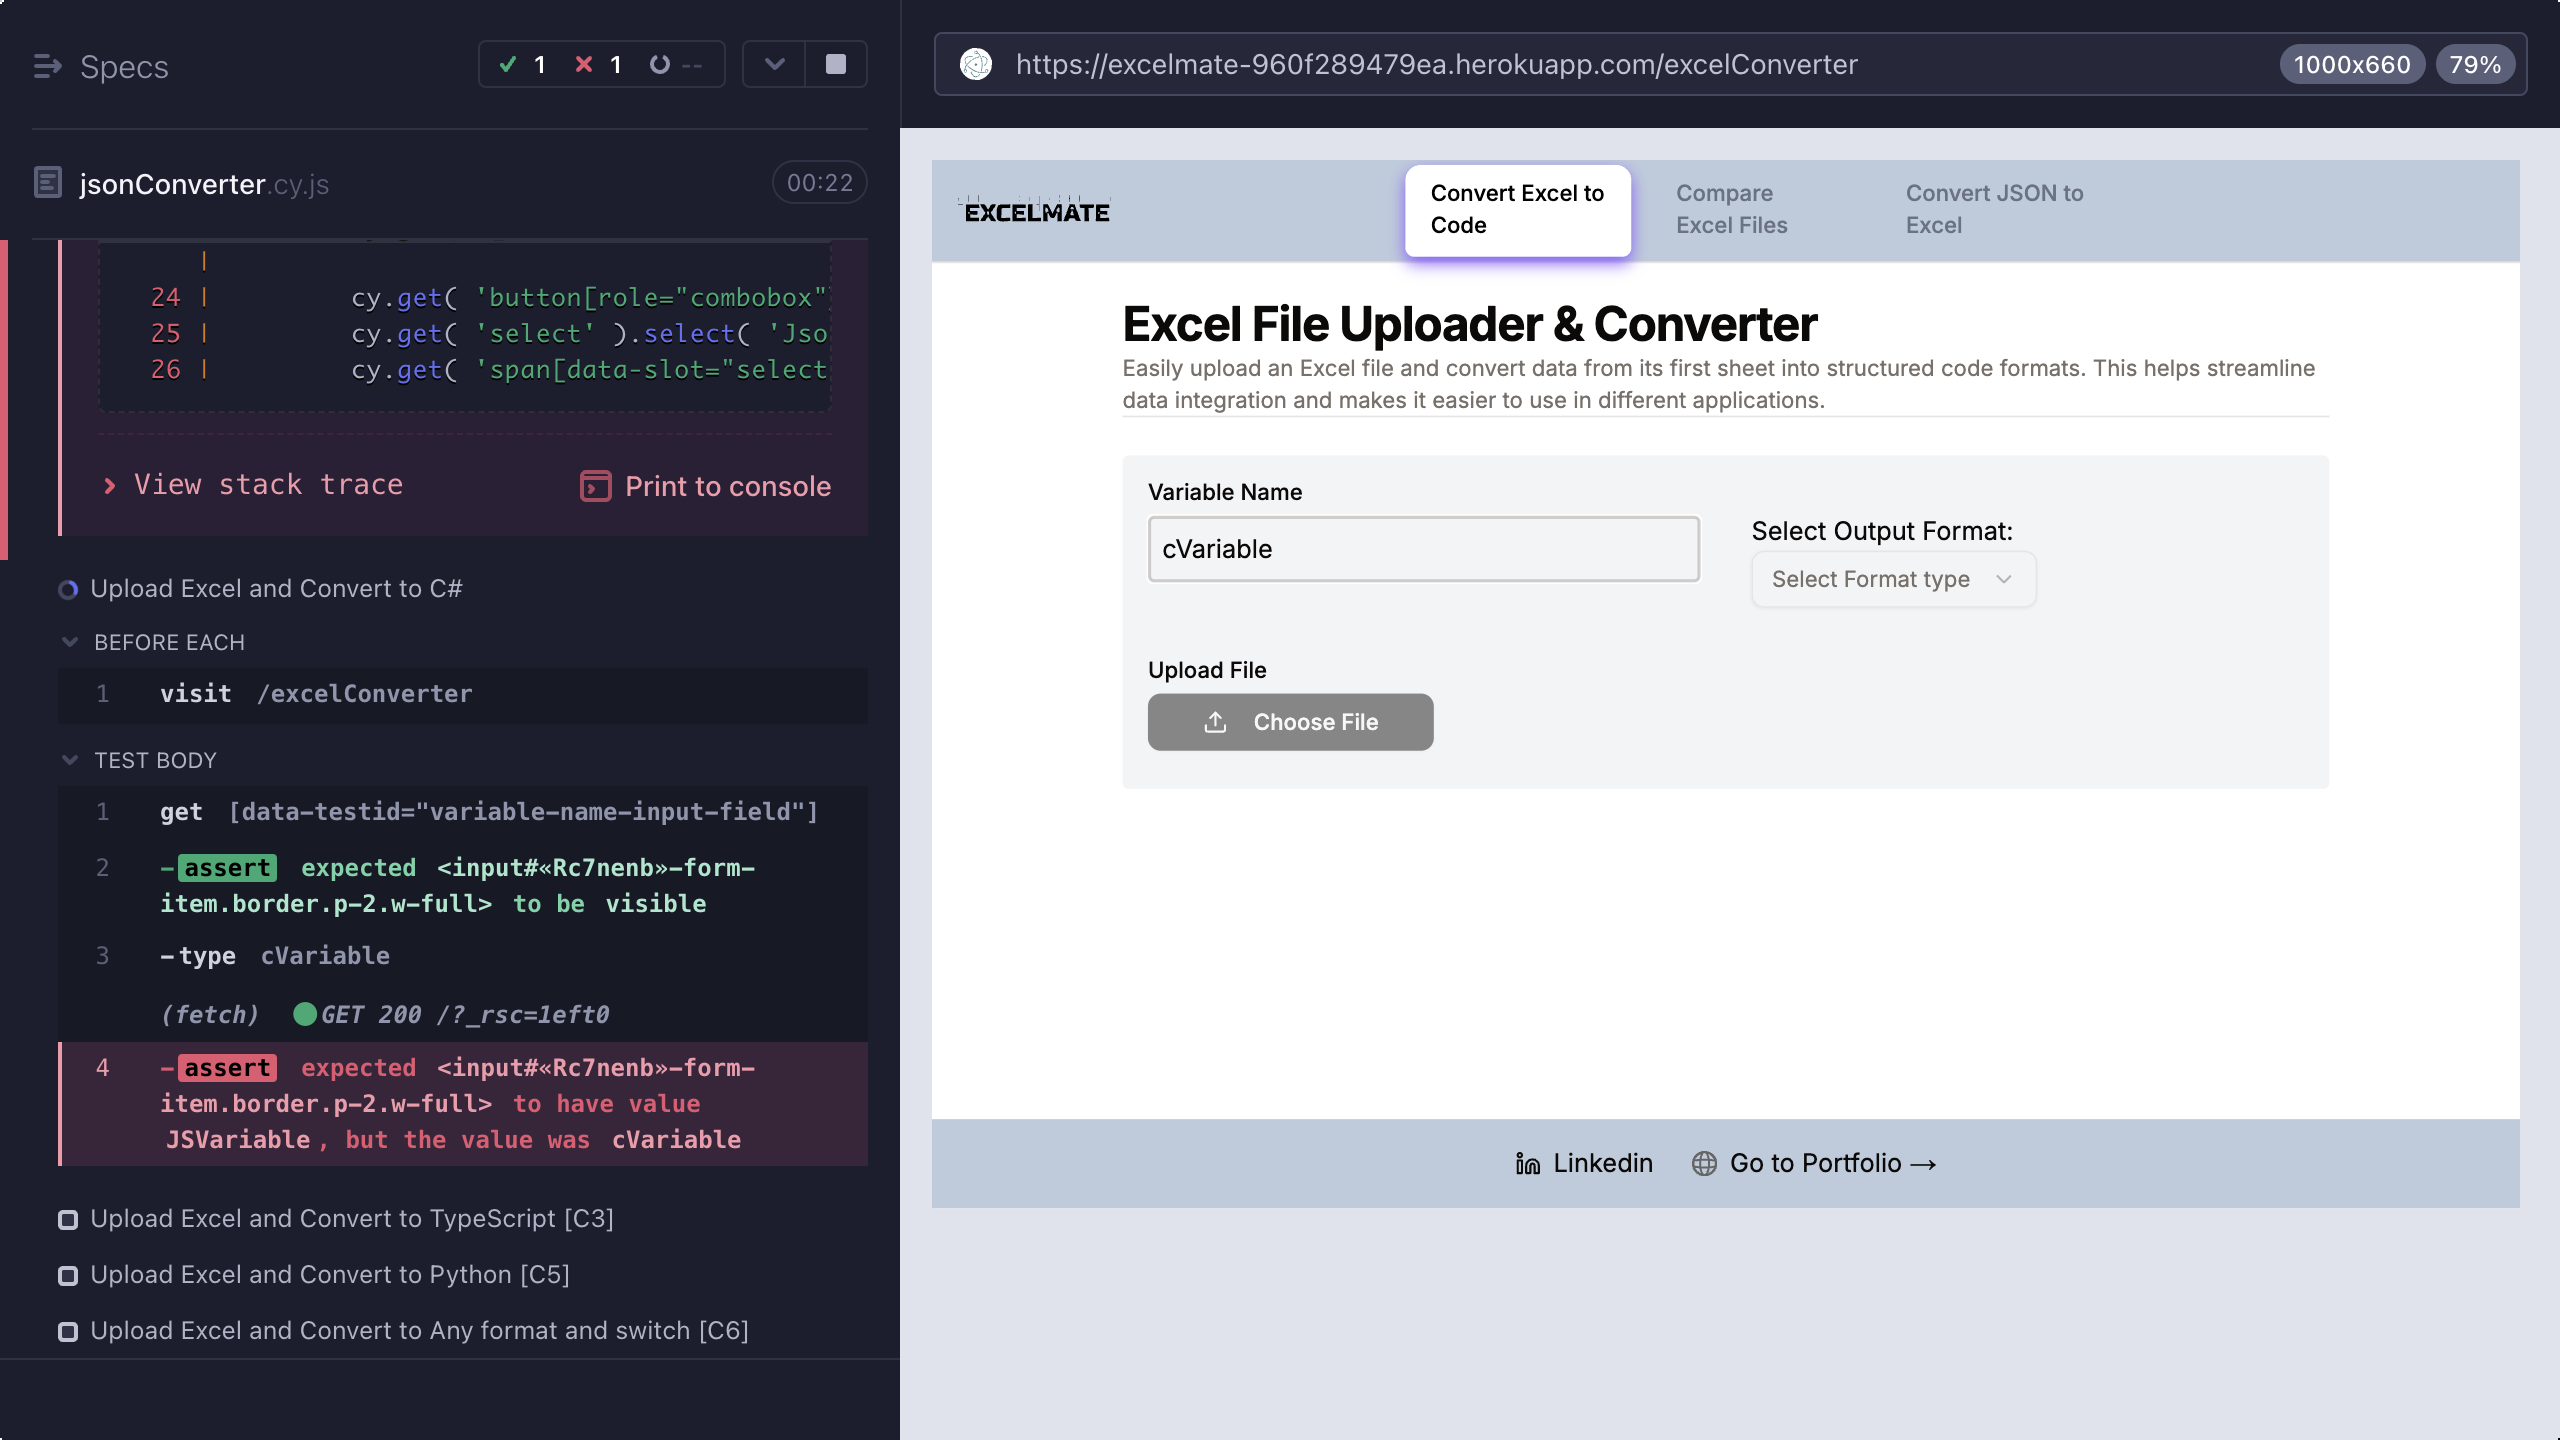 Specs
1
1
--
jsonConverter.cy.js
00:22
|
24 | cy.get( 'button[role="combobox"]
25 | cy.get( 'select' ).select( 'Jso
26 | cy.get( 'span[data-slot="select
View stack trace
Print to console
Upload Excel and Convert to C#
BEFORE EACH
1 visit /excelConverter
TEST BODY
1 get [data-testid="variable-name-input-field"]
2 -assert expected <input#«Rc7nenb»-form-
item.border.p-2.w-full> to be visible
3 -type cVariable
(fetch) GET 200 /?_rsc=1eft0
4 -assert expected <input#«Rc7nenb»-form-
item.border.p-2.w-full> to have value
JSVariable, but the value was cVariable
Upload Excel and Convert to TypeScript [C3]
Upload Excel and Convert to Python [C5]
Upload Excel and Convert to Any format and switch [C6]
https://excelmate-960f289479ea.herokuapp.com/excelConverter
1000x660
79%
EXCELMATE
Convert Excel to
Code
Compare
Excel Files
Convert JSON to
Excel
Excel File Uploader & Converter
Easily upload an Excel file and convert data from its first sheet into structured code formats. This helps streamline
data integration and makes it easier to use in different applications.
Variable Name
cVariable
Select Output Format:
Select Format type
Upload File
Choose File
Linkedin
Go to Portfolio →